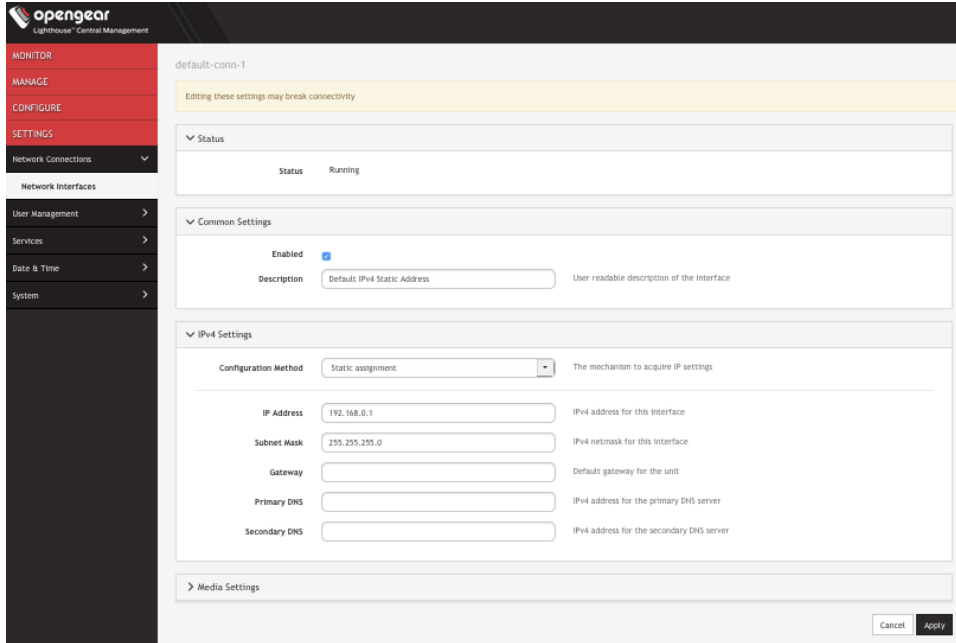 opengear
Lighthouse™ Central Management
MONITOR
MANAGE
CONFIGURE
SETTINGS
Network Connections
Network Interfaces
User Management
Services
Date & Time
System
default-conn-1
Editing these settings may break connectivity
Status
Status Running
Common Settings
Enabled
Description Default IPv4 Static Address User readable description of the interface
IPv4 Settings
Configuration Method Static assignment The mechanism to acquire IP settings
IP Address 192.168.0.1 IPv4 address for this interface
Subnet Mask 255.255.255.0 IPv4 netmask for this interface
Gateway Default gateway for the unit
Primary DNS IPv4 address for the primary DNS server
Secondary DNS IPv4 address for the secondary DNS server
Media Settings
Cancel Apply